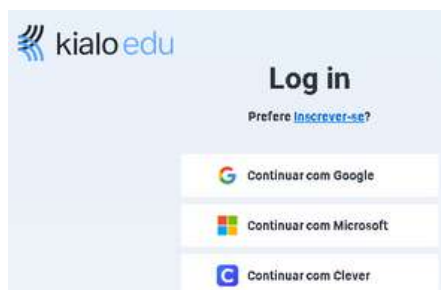 kialo edu
Log in
Prefere Inscrever-se?
Continuar com Google
Continuar com Microsoft
Continuar com Clever